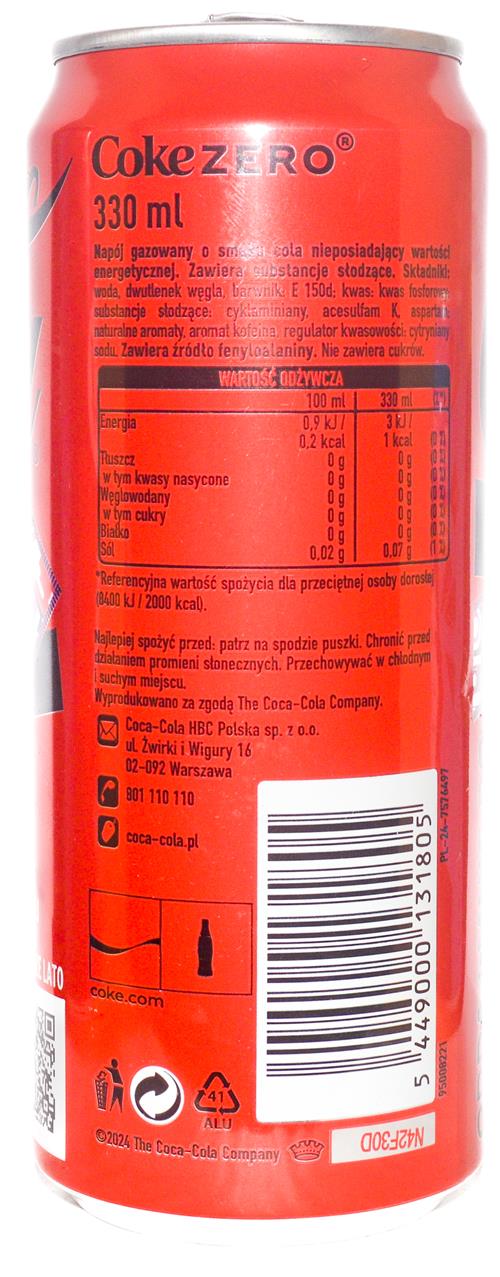 CokeZERO®
330 ml
Napój gazowany o smaku cola nieposiadający wartości
energetycznej. Zawiera substancje słodzące. Składniki:
woda, dwutlenek węgla, barwnik: E 150d; kwas: kwas fosforowy;
substancje słodzące: cyklaminiany, acesulfam K, aspartam;
naturalne aromaty, aromat kofeina, regulator kwasowości: cytryniany
sodu. Zawiera źródło fenyloalaniny. Nie zawiera cukrów.
WARTOŚĆ ODŻYWCZA
100 ml 330 ml (%*)
Energia 0,9 kJ / 3 kJ /
0,2 kcal 1 kcal
Tłuszcz 0 g 0 g
w tym kwasy nasycone 0 g 0 g
Węglowodany 0 g 0 g
w tym cukry 0 g 0 g
Białko 0 g 0 g
Sól 0,02 g 0,07 g
*Referencyjna wartość spożycia dla przeciętnej osoby dorosłej
(8400 kJ / 2000 kcal).
Najlepiej spożyć przed: patrz na spodzie puszki. Chronić przed
działaniem promieni słonecznych. Przechowywać w chłodnym
i suchym miejscu.
Wyprodukowano za zgodą The Coca-Cola Company.
Coca-Cola HBC Polska sp. z o.o.
ul. Żwirki i Wigury 16
02-092 Warszawa
801 110 110
coca-cola.pl
PL-24-7576497
5 449000 131805
95008221
coke.com
LATO
41
ALU
©2024 The Coca-Cola Company
N42F30D